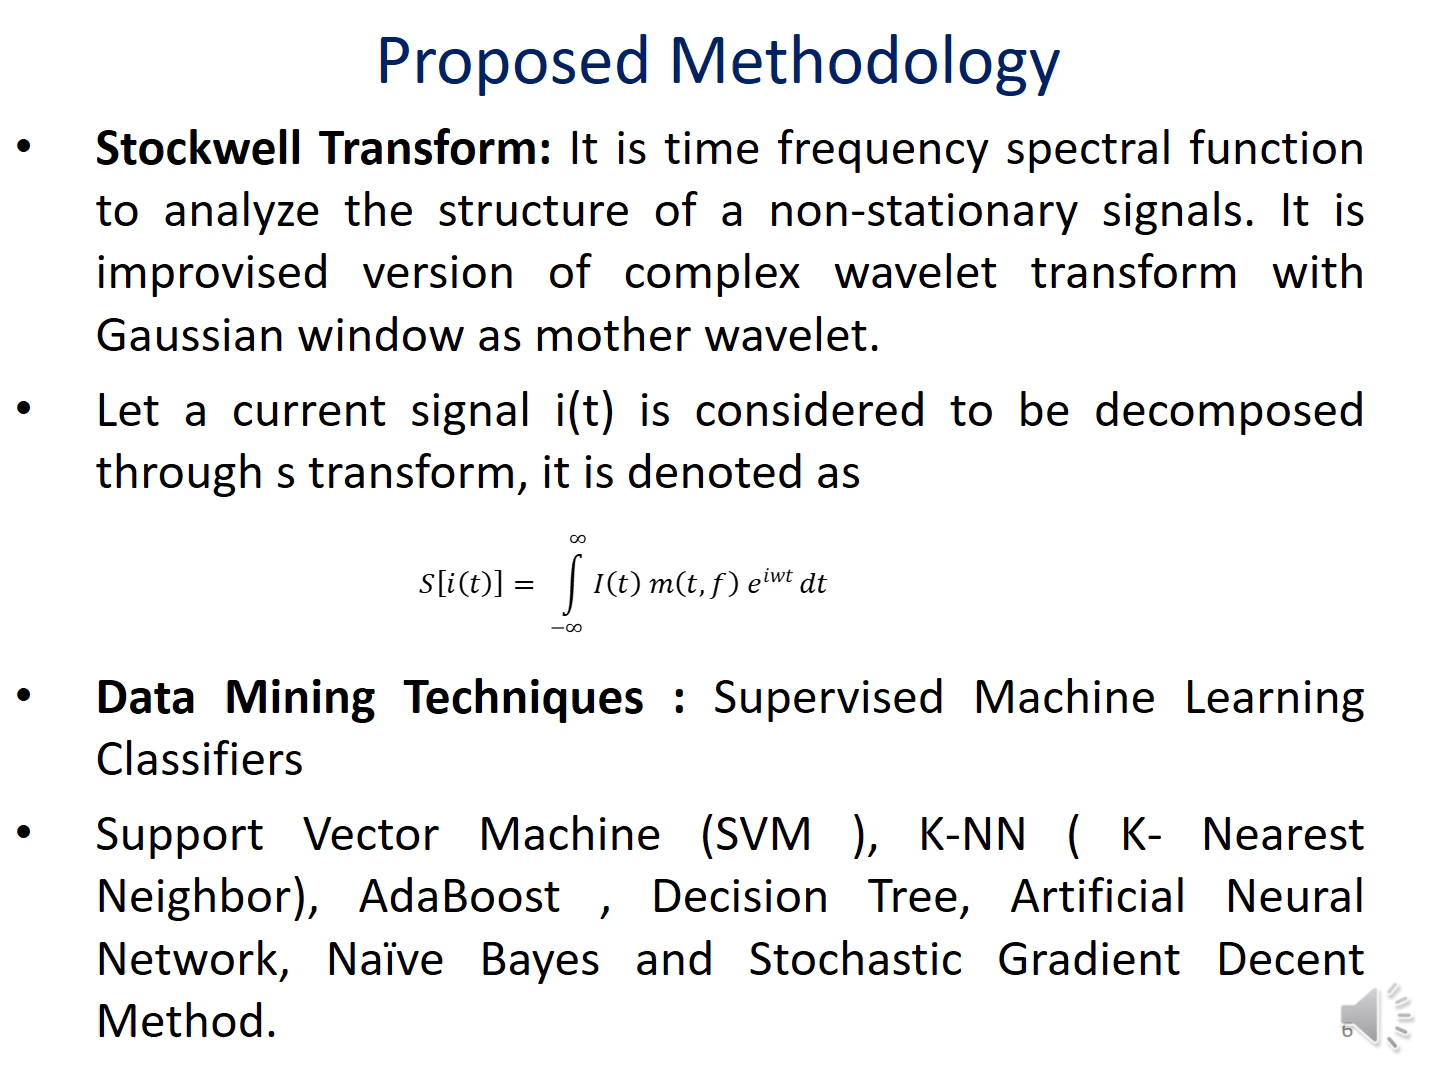 Proposed Methodology
• Stockwell Transform: It is time frequency spectral function
to analyze the structure of a non-stationary signals. It is
improvised version of complex wavelet transform with
Gaussian window as mother wavelet.
• Let a current signal i(t) is considered to be decomposed
through s transform, it is denoted as
S[i(t)] = ∫_{−∞}^{∞} I(t) m(t, f) e^{iwt} dt
• Data Mining Techniques : Supervised Machine Learning
Classifiers
• Support Vector Machine (SVM ), K-NN ( K- Nearest
Neighbor), AdaBoost , Decision Tree, Artificial Neural
Network, Naïve Bayes and Stochastic Gradient Decent
Method.